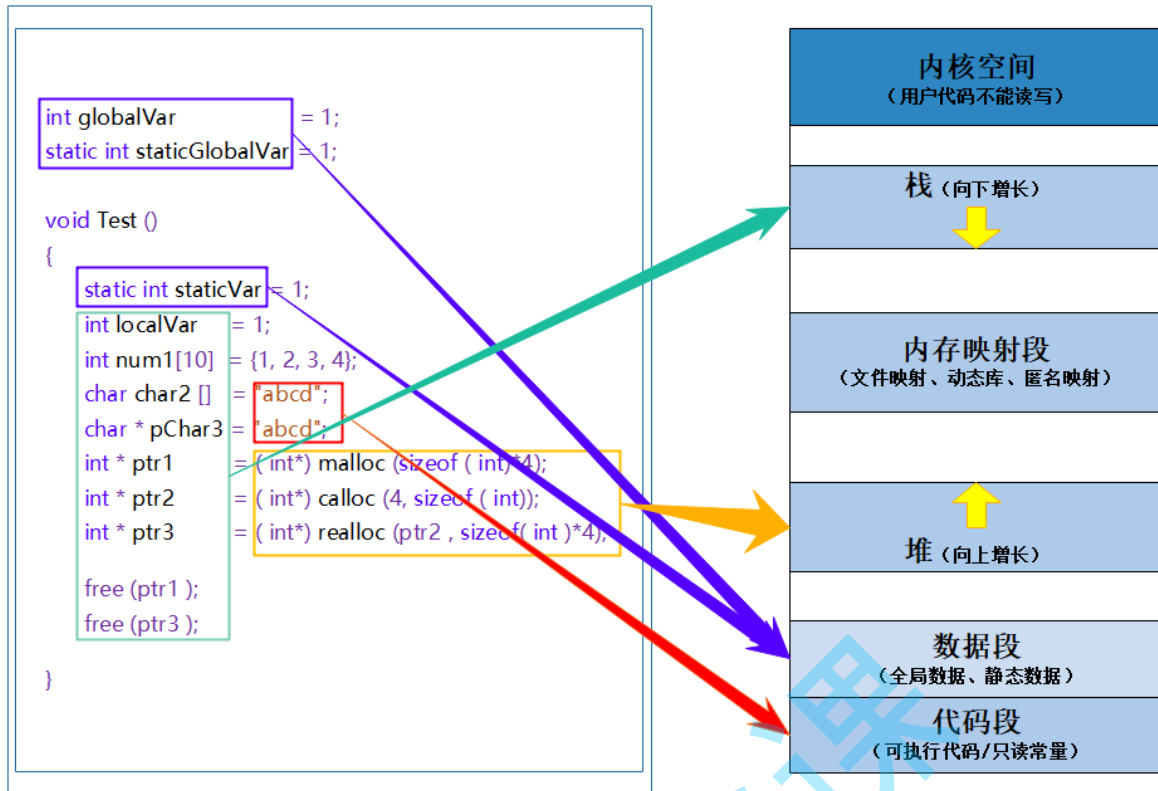 int globalVar = 1;
static int staticGlobalVar = 1;
void Test ()
{
static int staticVar = 1;
int localVar = 1;
int num1[10] = {1, 2, 3, 4};
char char2 [] = "abcd";
char * pChar3 = "abcd";
int * ptr1 = ( int*) malloc (sizeof ( int)*4);
int * ptr2 = ( int*) calloc (4, sizeof ( int));
int * ptr3 = ( int*) realloc (ptr2 , sizeof( int )*4);
free (ptr1 );
free (ptr3 );
}
内核空间
（用户代码不能读写）
栈（向下增长）
内存映射段
（文件映射、动态库、匿名映射）
堆（向上增长）
数据段
（全局数据、静态数据）
代码段
（可执行代码/只读常量）
课